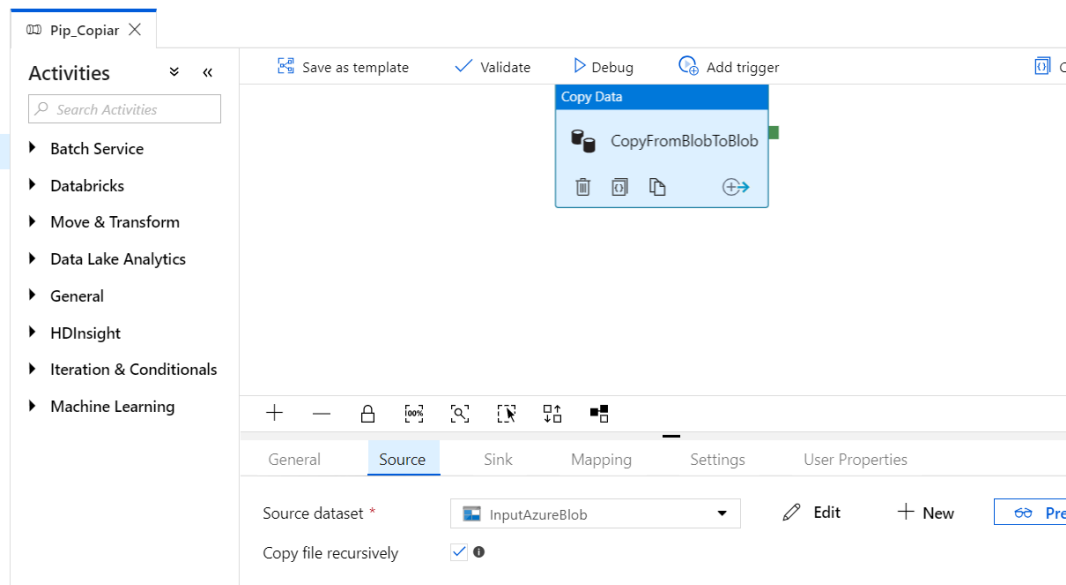 Pip_Copiar
Activities
Search Activities
Batch Service
Databricks
Move & Transform
Data Lake Analytics
General
HDInsight
Iteration & Conditionals
Machine Learning
Save as template
Validate
Debug
Add trigger
Copy Data
CopyFromBlobToBlob
100%
General
Source
Sink
Mapping
Settings
User Properties
Source dataset *
InputAzureBlob
Edit
New
Pre
Copy file recursively